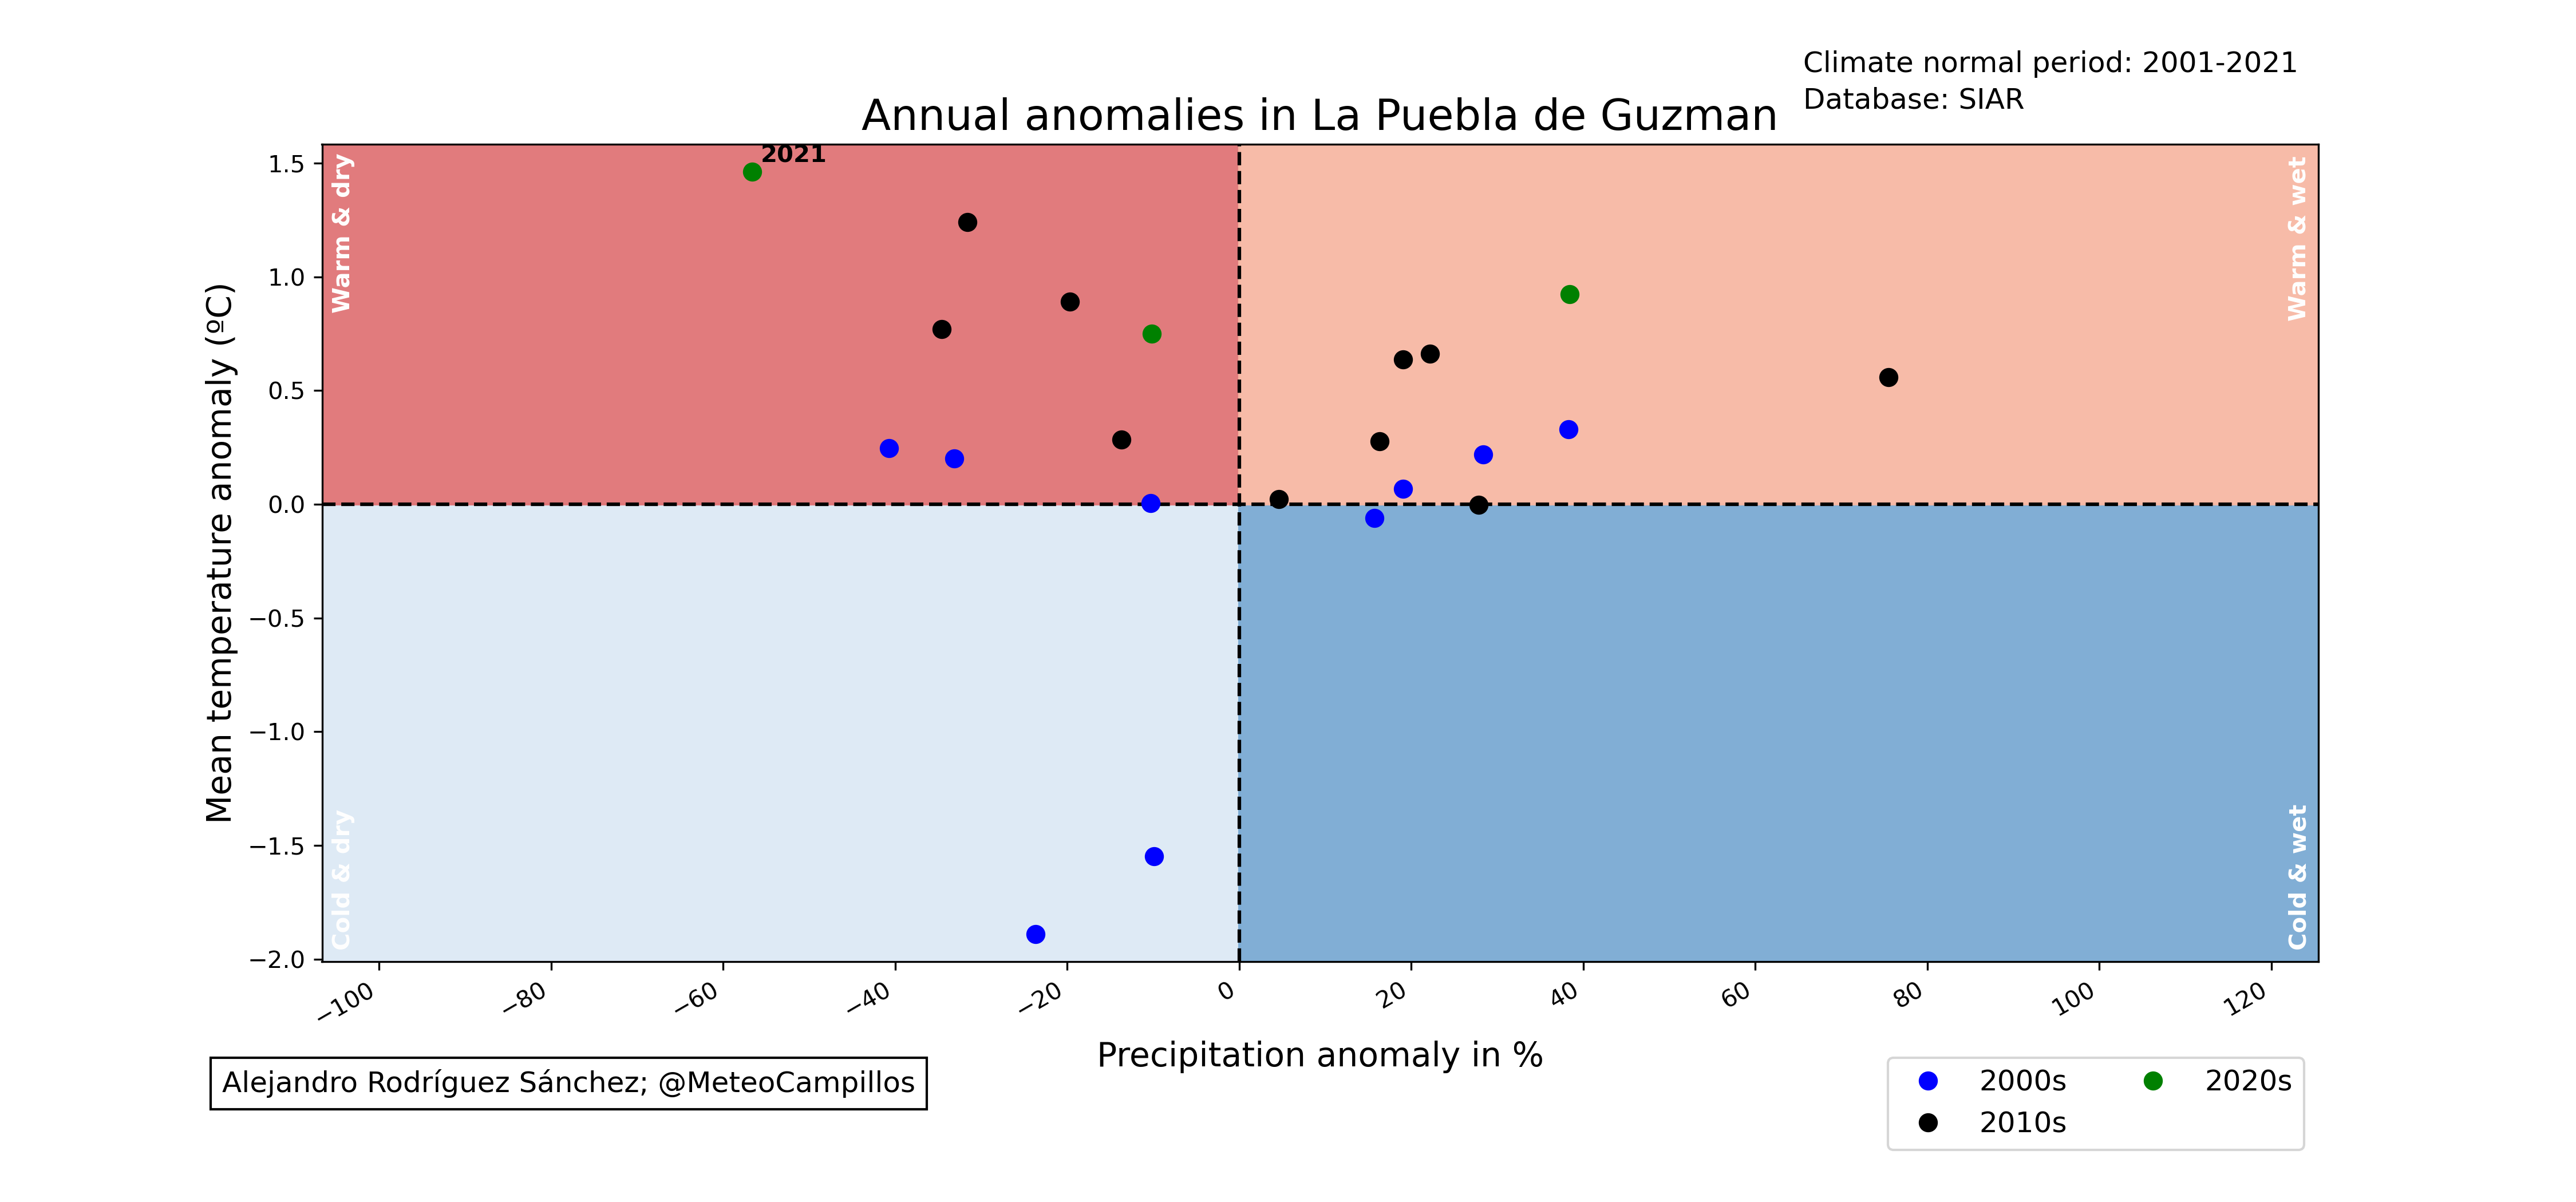 Climate normal period: 2001-2021
Database: SIAR
Annual anomalies in La Puebla de Guzman
2021
Warm & dry
Warm & wet
Cold & dry
Cold & wet
Mean temperature anomaly (ºC)
1.5
1.0
0.5
0.0
−0.5
−1.0
−1.5
−2.0
−100
−80
−60
−40
−20
0
20
40
60
80
100
120
Precipitation anomaly in %
Alejandro Rodríguez Sánchez; @MeteoCampillos
2000s
2010s
2020s